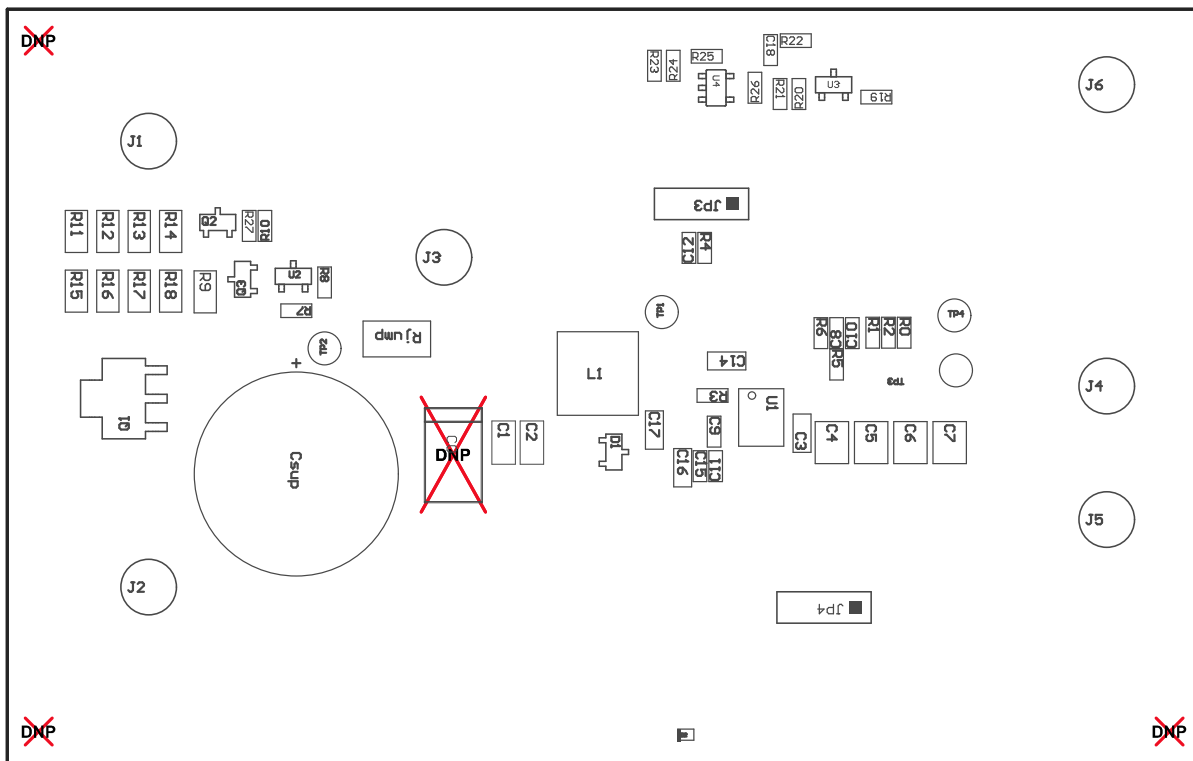 DNP
R23
R24
R25
C18
R22
U4
R26
R21
R20
U3
R19
J6
J1
JP3
R11
R12
R13
R14
Q2
R27
R10
J3
C12
R4
R15
R16
R17
R18
R9
Q3
U2
R8
R7
TP1
TP4
TP2
Rjump
R6
C8
C10
R1
R2
R0
R5
+
L1
C14
TP3
J4
R3
U1
Q1
C1
C2
C17
C9
C3
C4
C5
C6
C7
D1
DNP
Csup
C16
C15
C11
J5
J2
JP4
DNP
DNP